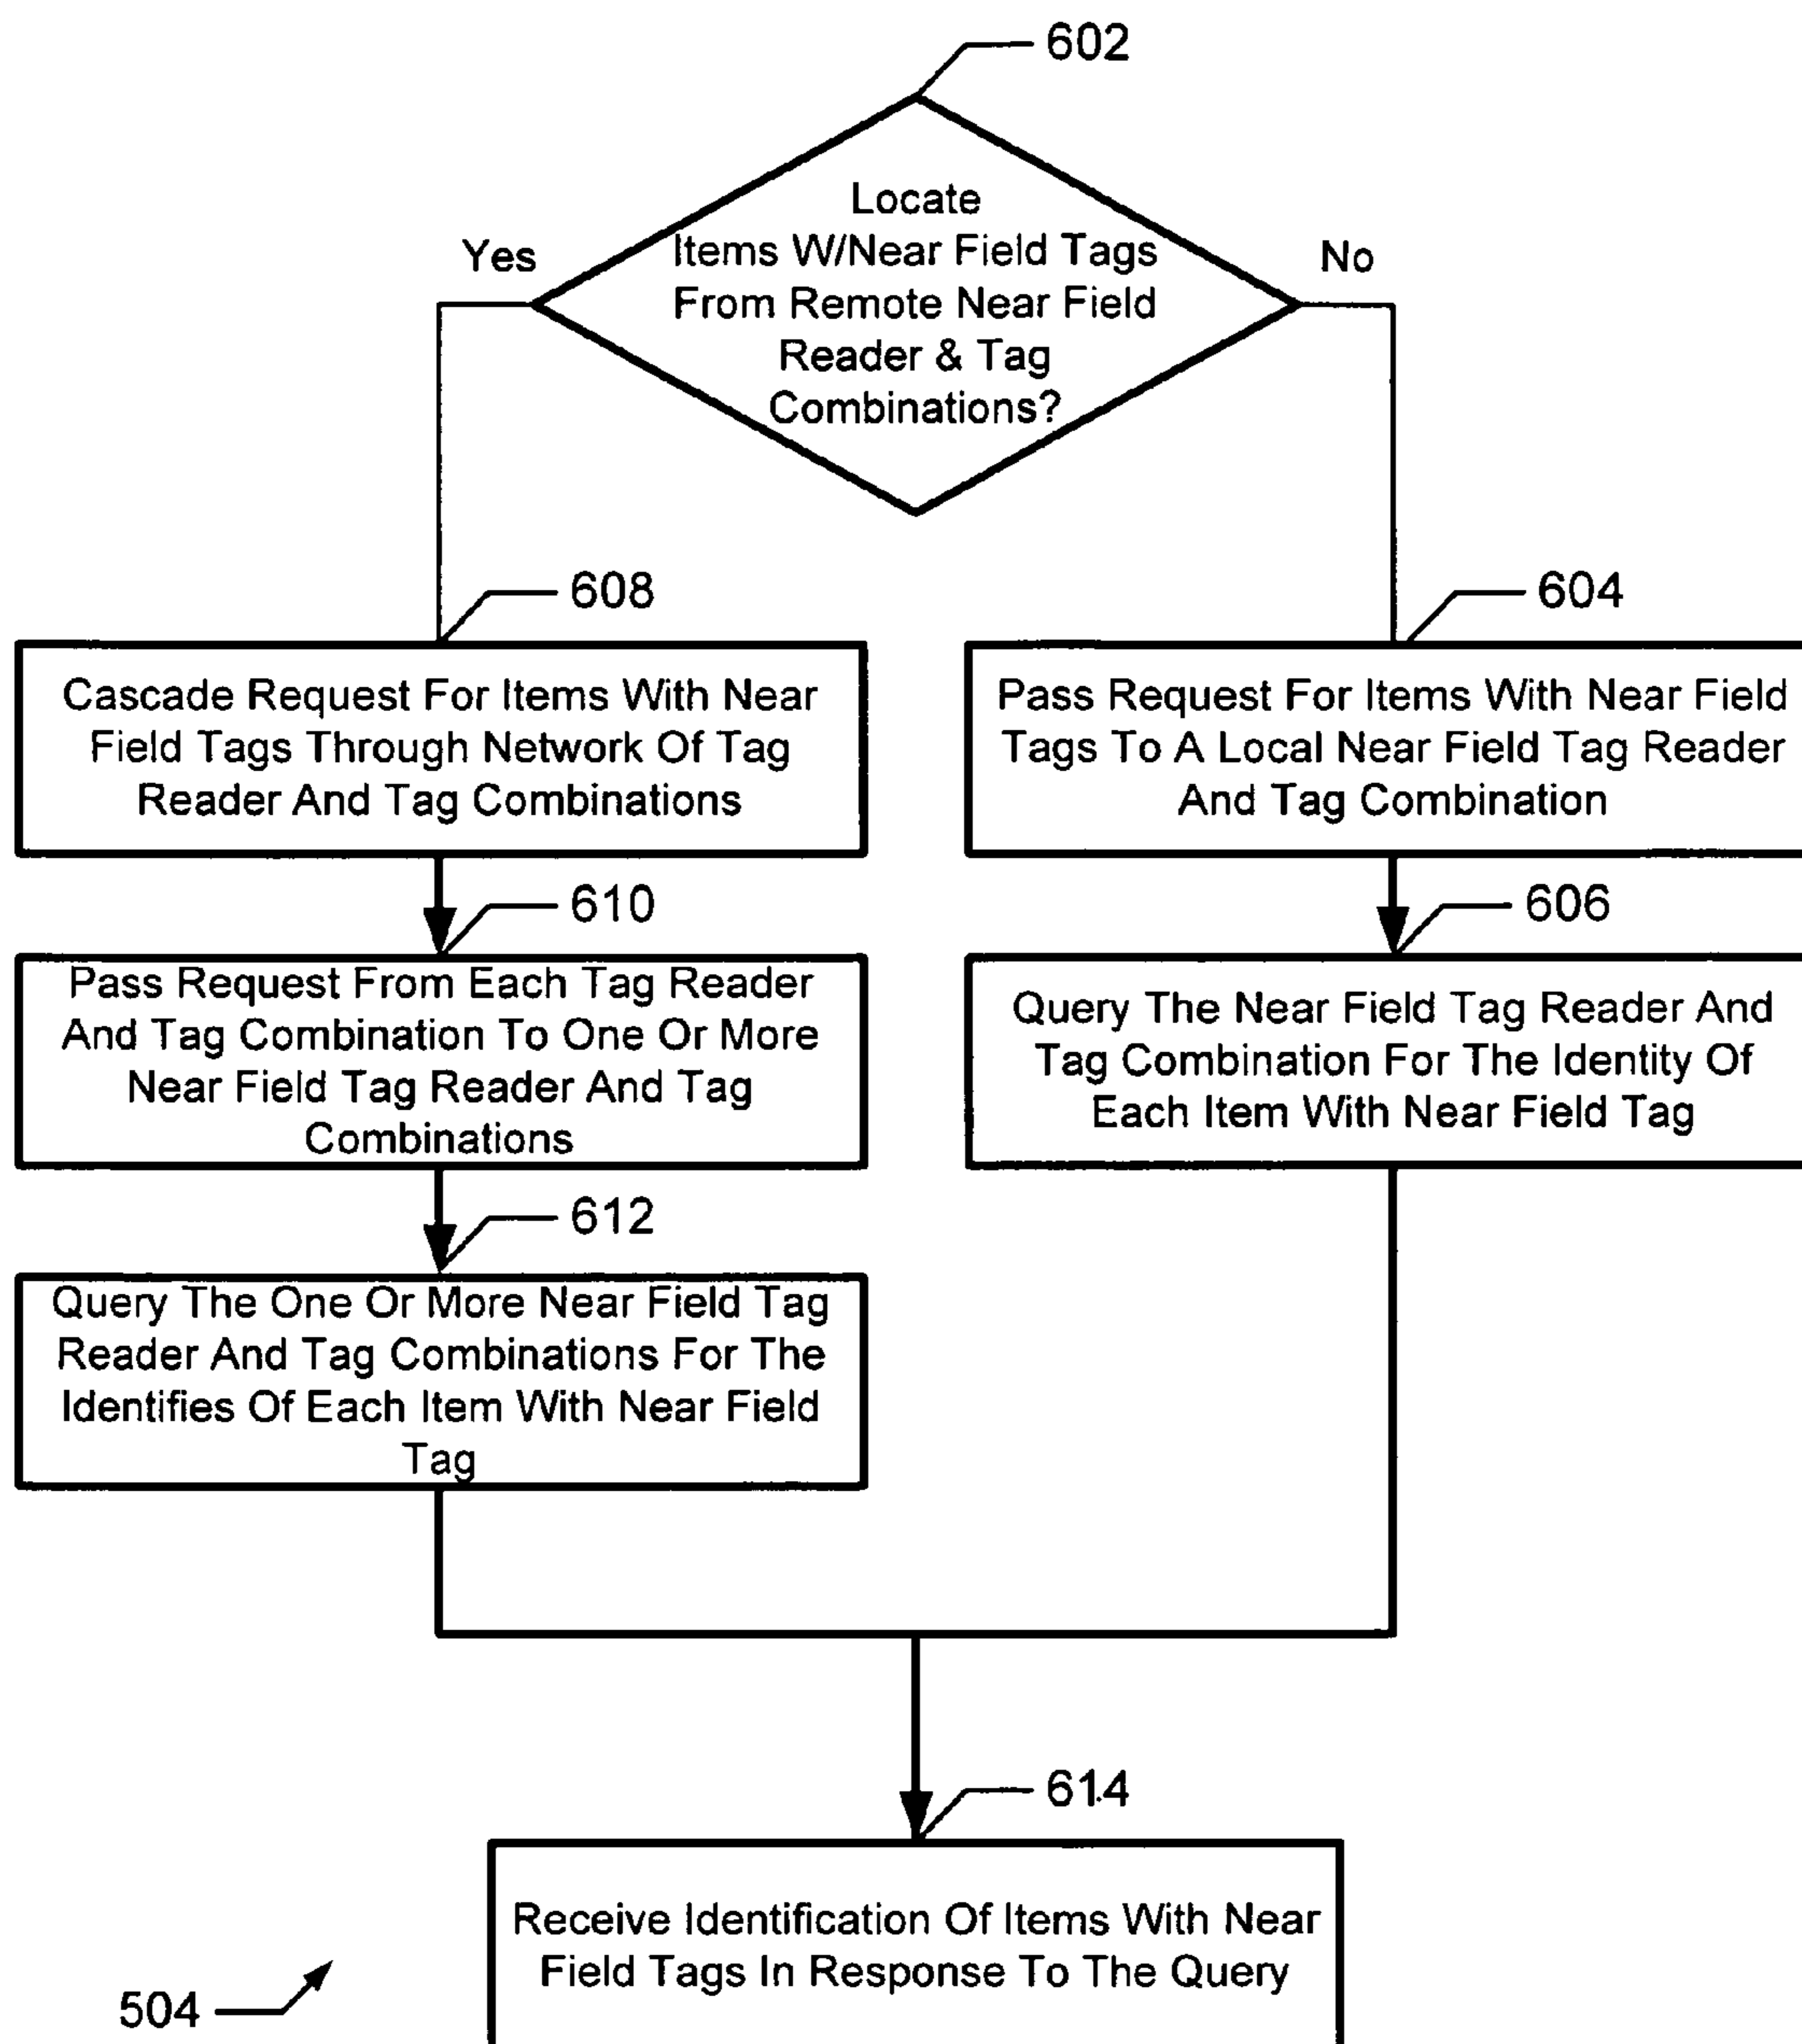 602
Locate
Items W/Near Field Tags
From Remote Near Field
Reader & Tag
Combinations?
Yes
No
608
Cascade Request For Items With Near
Field Tags Through Network Of Tag
Reader And Tag Combinations
604
Pass Request For Items With Near Field
Tags To A Local Near Field Tag Reader
And Tag Combination
610
Pass Request From Each Tag Reader
And Tag Combination To One Or More
Near Field Tag Reader And Tag
Combinations
606
Query The Near Field Tag Reader And
Tag Combination For The Identity Of
Each Item With Near Field Tag
612
Query The One Or More Near Field Tag
Reader And Tag Combinations For The
Identifies Of Each Item With Near Field
Tag
614
Receive Identification Of Items With Near
Field Tags In Response To The Query
504